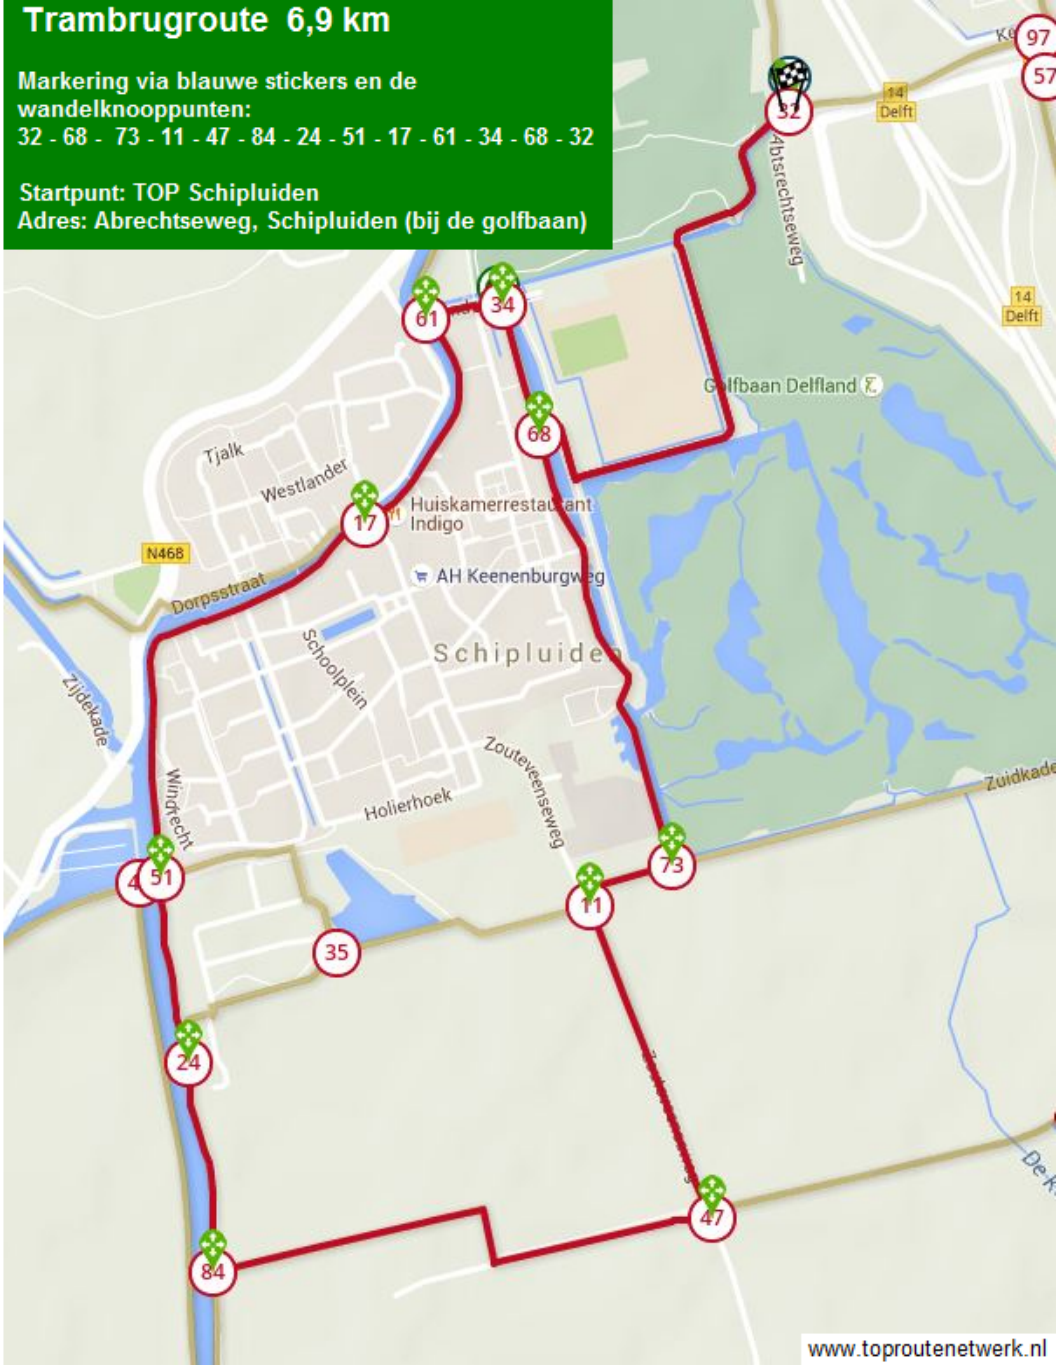 Trambrugroute 6,9 km
Markering via blauwe stickers en de
wandelknooppunten:
32 - 68 - 73 - 11 - 47 - 84 - 24 - 51 - 17 - 61 - 34 - 68 - 32
Startpunt: TOP Schipluiden
Adres: Abrechtseweg, Schipluiden (bij de golfbaan)
97
57
14
Delft
32
Abtsrechtseweg
14
Delft
61
34
Golfbaan Delfland
68
Tjalk
Westlander
Huiskamerrestaurant
Indigo
17
N468
AH Keenenburgweg
Dorpsstraat
Schoolplein
Schipluiden
Zijdekade
Zouteveenseweg
Windrecht
Holierhoek
Zuidkade
73
4
51
11
35
24
Zouteveenseweg
47
84
www.toproutenetwerk.nl